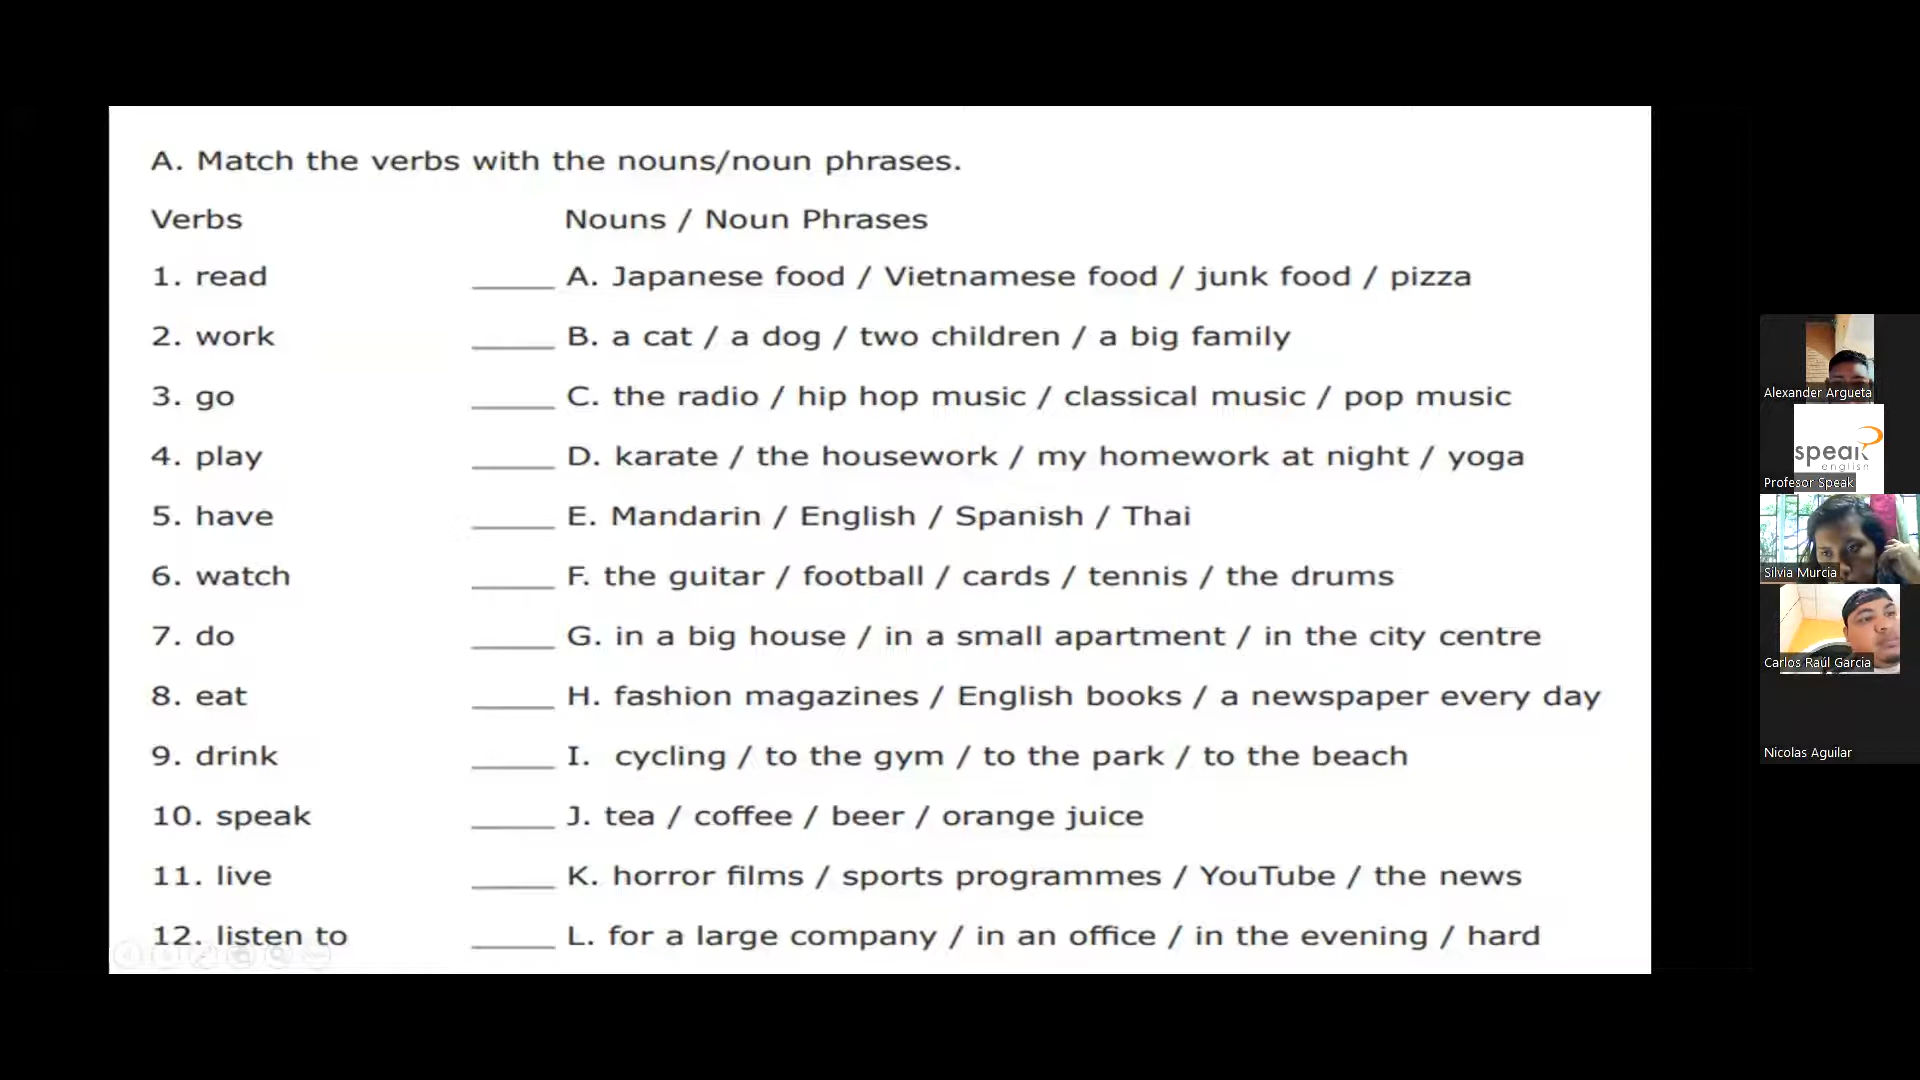 A. Match the verbs with the nouns/noun phrases.
Verbs Nouns / Noun Phrases
1. read _____ A. Japanese food / Vietnamese food / junk food / pizza
2. work _____ B. a cat / a dog / two children / a big family
3. go _____ C. the radio / hip hop music / classical music / pop music
4. play _____ D. karate / the housework / my homework at night / yoga
5. have _____ E. Mandarin / English / Spanish / Thai
6. watch _____ F. the guitar / football / cards / tennis / the drums
7. do _____ G. in a big house / in a small apartment / in the city centre
8. eat _____ H. fashion magazines / English books / a newspaper every day
9. drink _____ I. cycling / to the gym / to the park / to the beach
10. speak _____ J. tea / coffee / beer / orange juice
11. live _____ K. horror films / sports programmes / YouTube / the news
12. listen to _____ L. for a large company / in an office / in the evening / hard
Alexander Argueta
speak
english
Profesor Speak
Silvia Murcia
Carlos Raúl Garcia
Nicolas Aguilar